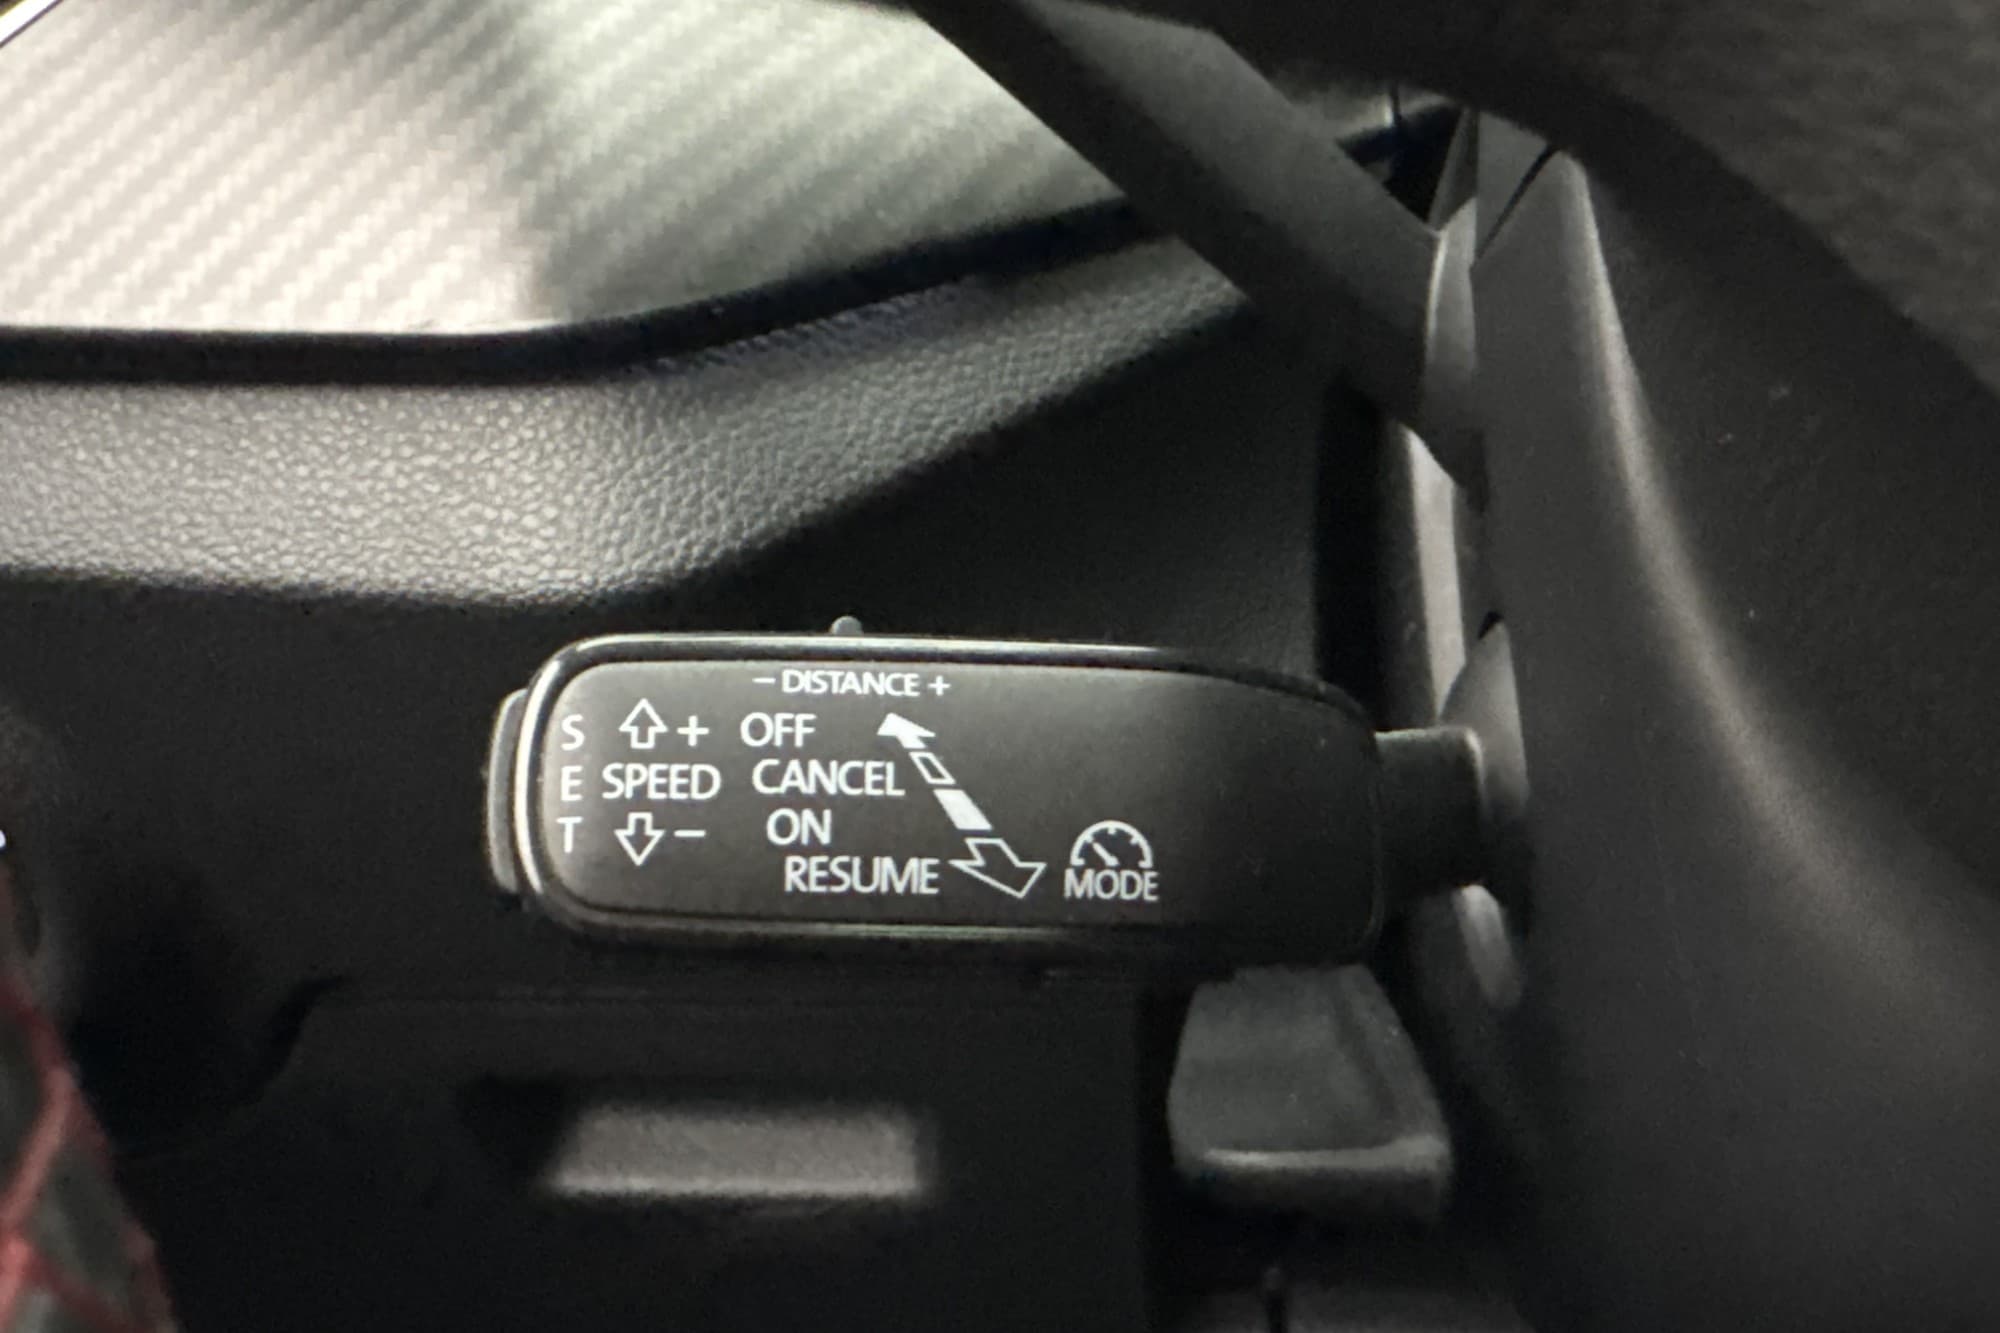 − DISTANCE +
S
E
T
+
SPEED
−
OFF
CANCEL
ON
RESUME
MODE